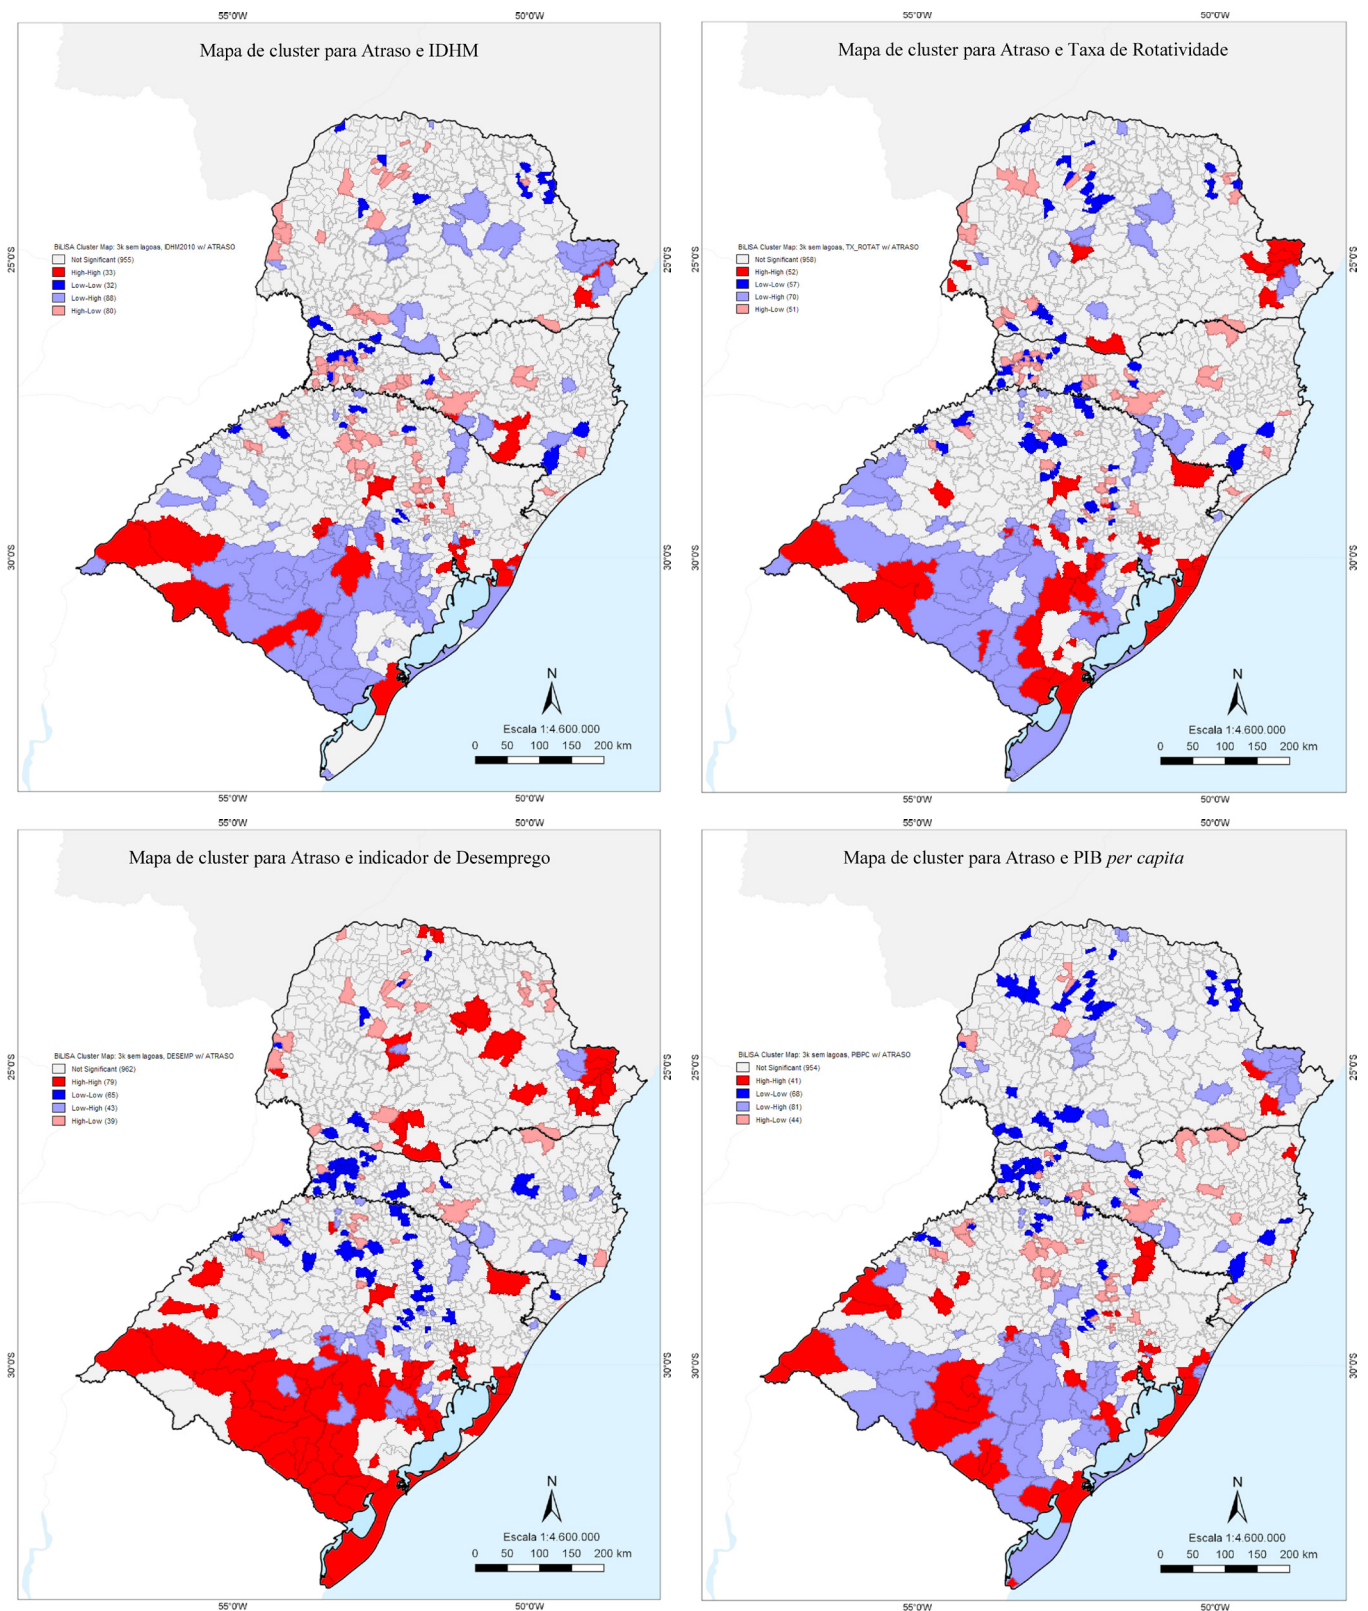 55°0'W
50°0'W
Mapa de cluster para Atraso e IDHM
BiLISA Cluster Map: 3k sem lagoas, IDHM2010 w/ ATRASO
Not Significant (955)
High-High (33)
Low-Low (32)
Low-High (88)
High-Low (80)
25°0'S
30°0'S
N
Escala 1:4.600.000
0 50 100 150 200 km
55°0'W
50°0'W
55°0'W
50°0'W
Mapa de cluster para Atraso e Taxa de Rotatividade
BiLISA Cluster Map: 3k sem lagoas, TX_ROTAT w/ ATRASO
Not Significant (958)
High-High (52)
Low-Low (57)
Low-High (70)
High-Low (51)
25°0'S
25°0'S
30°0'S
30°0'S
N
Escala 1:4.600.000
0 50 100 150 200 km
55°0'W
50°0'W
55°0'W
50°0'W
Mapa de cluster para Atraso e indicador de Desemprego
BiLISA Cluster Map: 3k sem lagoas, DESEMP w/ ATRASO
Not Significant (962)
High-High (79)
Low-Low (65)
Low-High (43)
High-Low (39)
25°0'S
30°0'S
N
Escala 1:4.600.000
0 50 100 150 200 km
55°0'W
50°0'W
55°0'W
50°0'W
Mapa de cluster para Atraso e PIB per capita
BiLISA Cluster Map: 3k sem lagoas, PIBPC w/ ATRASO
Not Significant (954)
High-High (41)
Low-Low (68)
Low-High (81)
High-Low (44)
25°0'S
25°0'S
30°0'S
30°0'S
N
Escala 1:4.600.000
0 50 100 150 200 km
55°0'W
50°0'W